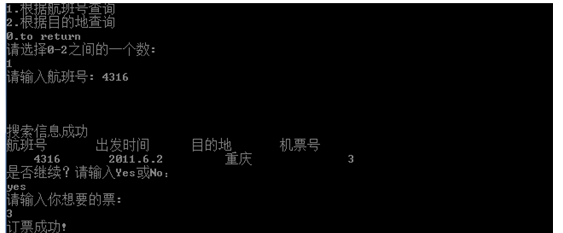 1.根据航班号查询
2.根据目的地查询
0.to return
请选择0-2之间的一个数:
1
请输入航班号: 4316
搜索信息成功
航班号 出发时间 目的地 机票号
4316 2011.6.2 重庆 3
是否继续? 请输入Yes或No:
yes
请输入你想要的票:
3
订票成功!